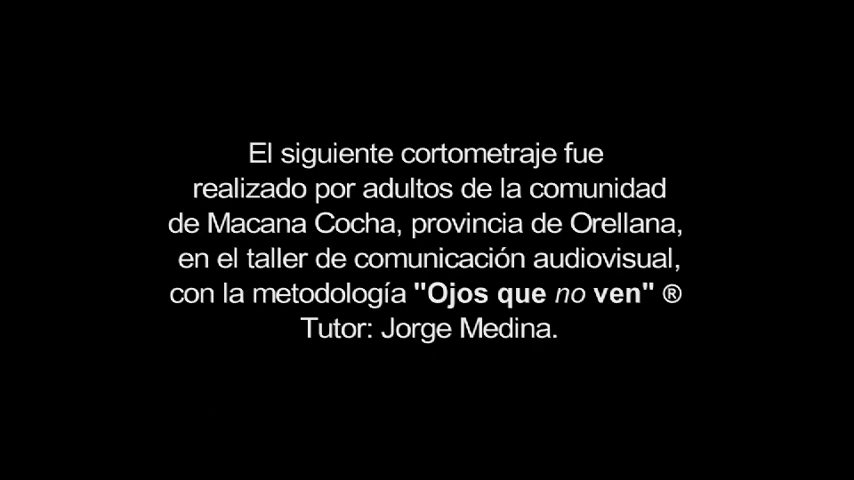 El siguiente cortometraje fue
realizado por adultos de la comunidad
de Macana Cocha, provincia de Orellana,
en el taller de comunicación audiovisual,
con la metodología "Ojos que no ven" ®
Tutor: Jorge Medina.